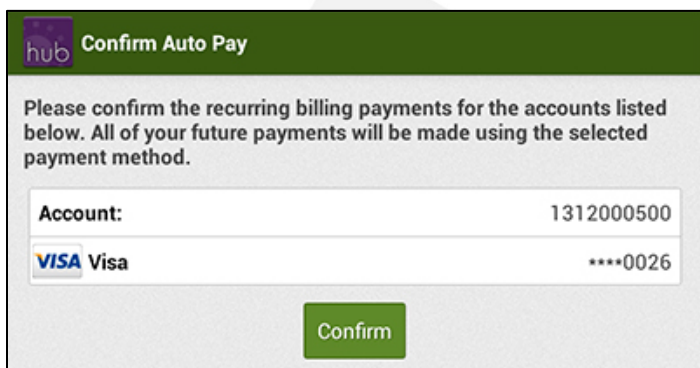 hub Confirm Auto Pay
Please confirm the recurring billing payments for the accounts listed
below. All of your future payments will be made using the selected
payment method.
Account: 1312000500
VISA Visa ****0026
Confirm